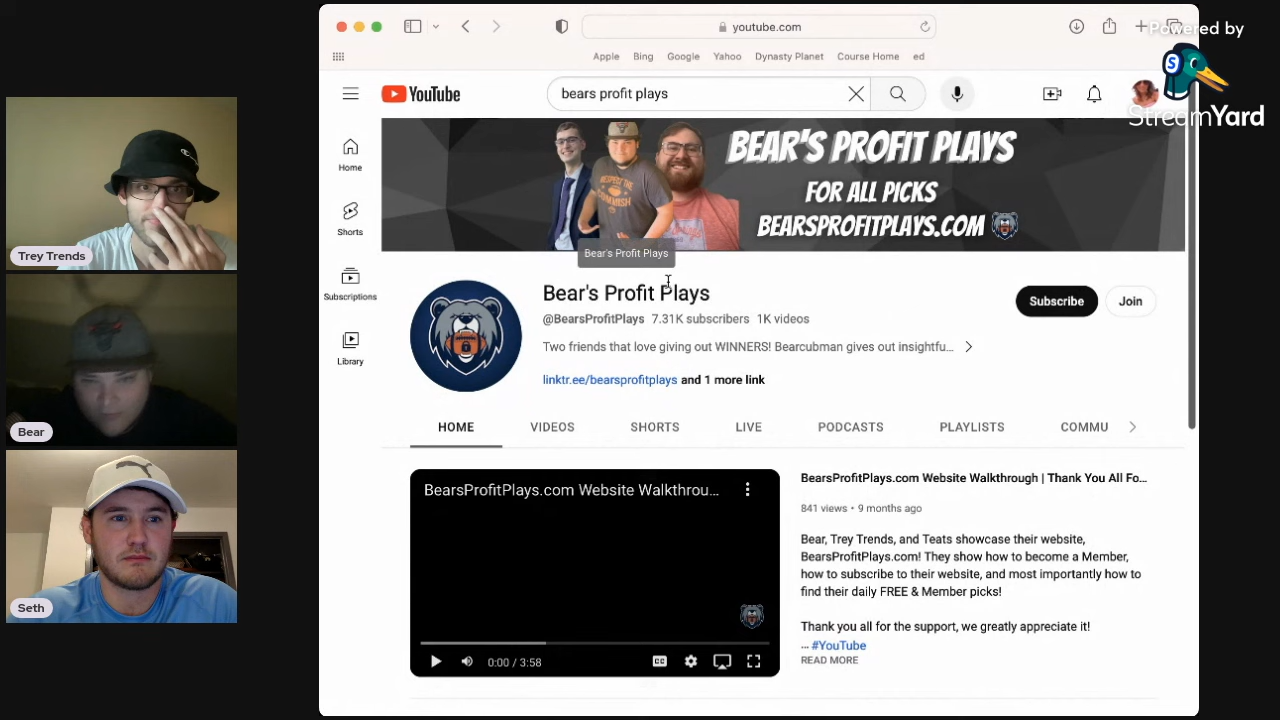 youtube.com
Powered by
StreamYard
Apple Bing Google Yahoo Dynasty Planet Course Home ed
YouTube
bears profit plays
Home
Shorts
Subscriptions
Library
BEAR'S PROFIT PLAYS
FOR ALL PICKS
BEARSPROFITPLAYS.COM
RESPECT THE
COMMISH
Bear's Profit Plays
Bear's Profit Plays
@BearsProfitPlays 7.31K subscribers 1K videos
Two friends that love giving out WINNERS! Bearcubman gives out insightfu...
linktr.ee/bearsprofitplays and 1 more link
Subscribe
Join
HOME VIDEOS SHORTS LIVE PODCASTS PLAYLISTS COMMU
BearsProfitPlays.com Website Walkthrou...
0:00 / 3:58
BearsProfitPlays.com Website Walkthrough | Thank You All Fo...
841 views • 9 months ago
Bear, Trey Trends, and Teats showcase their website,
BearsProfitPlays.com! They show how to become a Member,
how to subscribe to their website, and most importantly how to
find their daily FREE & Member picks!
Thank you all for the support, we greatly appreciate it!
... #YouTube
READ MORE
Trey Trends
Bear
Seth